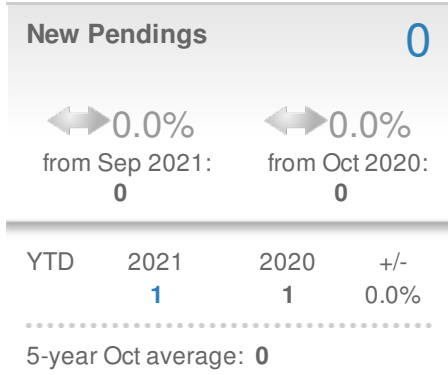 New Pendings 0
0.0% 0.0%
from Sep 2021: from Oct 2020:
0 0
YTD 2021 2020 +/-
1 1 0.0%
5-year Oct average: 0